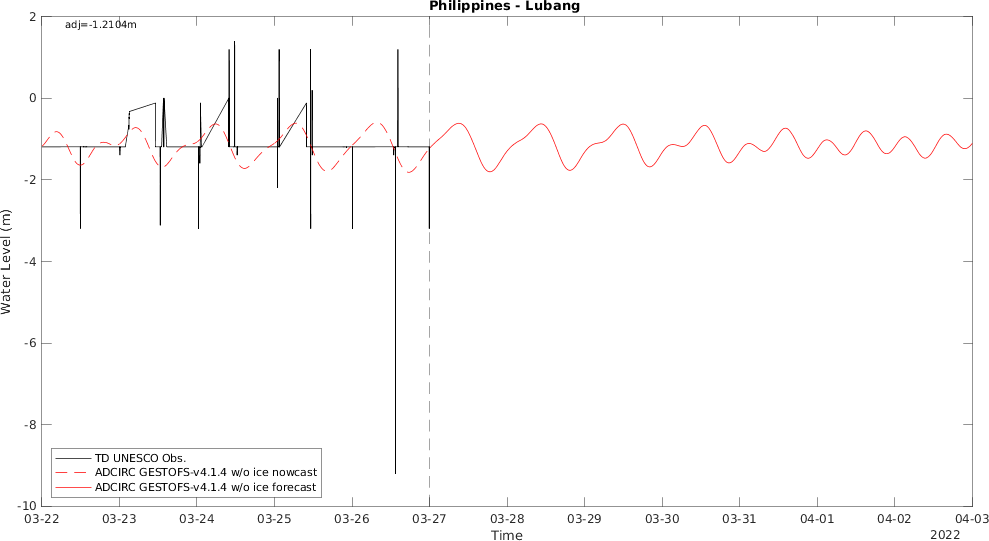 Philippines - Lubang
adj=-1.2104m
2
0
-2
-4
-6
-8
-10
Water Level (m)
TD UNESCO Obs.
ADCIRC GESTOFS-v4.1.4 w/o ice nowcast
ADCIRC GESTOFS-v4.1.4 w/o ice forecast
03-22 03-23 03-24 03-25 03-26 03-27 03-28 03-29 03-30 03-31 04-01 04-02 04-03
Time
2022